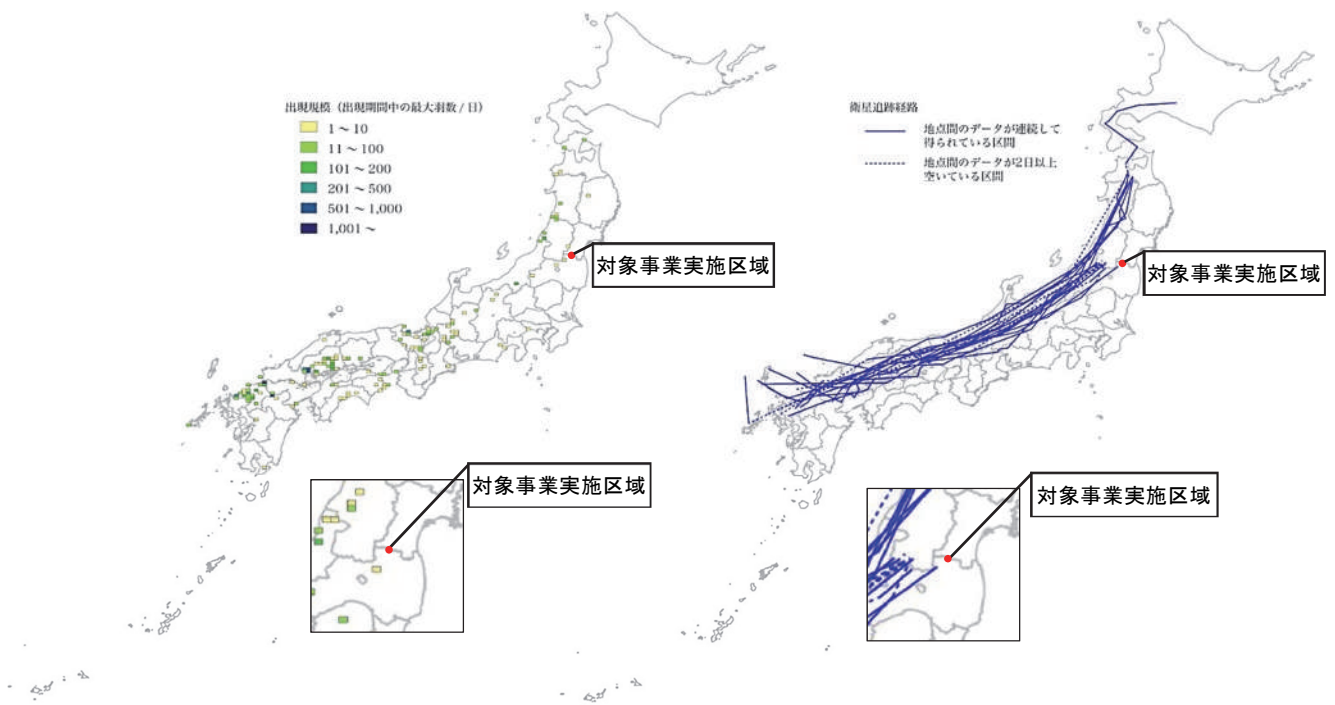 出現規模（出現期間中の最大羽数 / 日）
1 ～ 10
11 ～ 100
101 ～ 200
201 ～ 500
501 ～ 1,000
1,001 ～
対象事業実施区域
対象事業実施区域
衛星追跡経路
地点間のデータが連続して
得られている区間
地点間のデータが2日以上
空いている区間
対象事業実施区域
対象事業実施区域